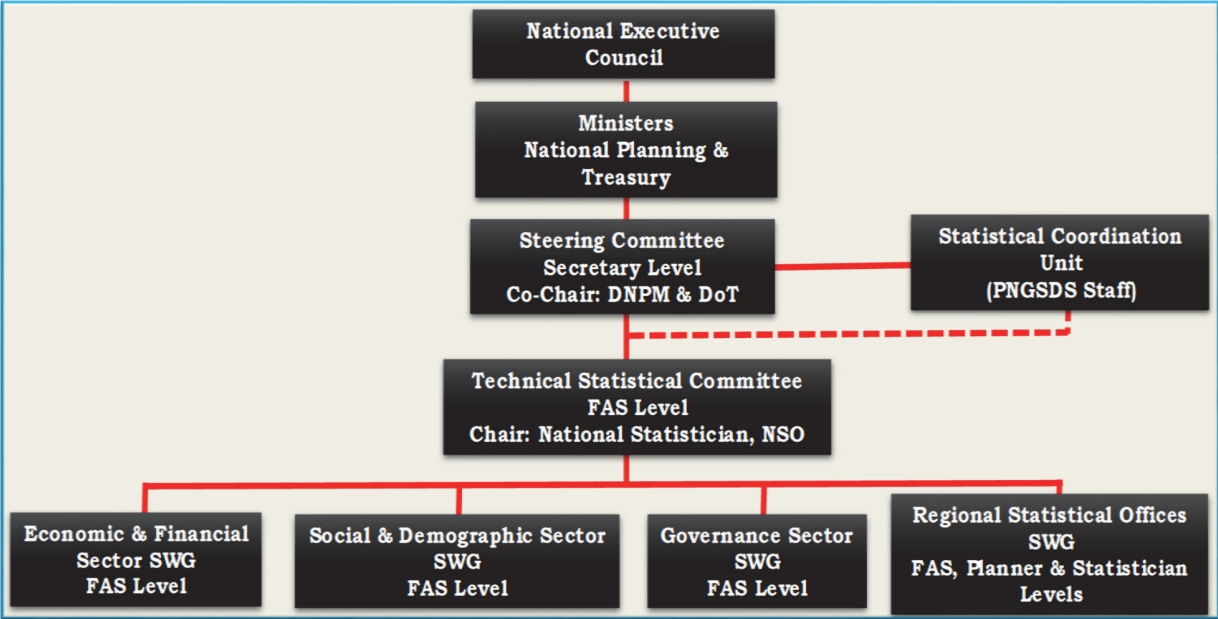 National Executive
Council
Ministers
National Planning &
Treasury
Steering Committee
Secretary Level
Co-Chair: DNPM & DoT
Statistical Coordination
Unit
(PNGSDS Staff)
Technical Statistical Committee
FAS Level
Chair: National Statistician, NSO
Economic & Financial
Sector SWG
FAS Level
Social & Demographic Sector
SWG
FAS Level
Governance Sector
SWG
FAS Level
Regional Statistical Offices
SWG
FAS, Planner & Statistician
Levels